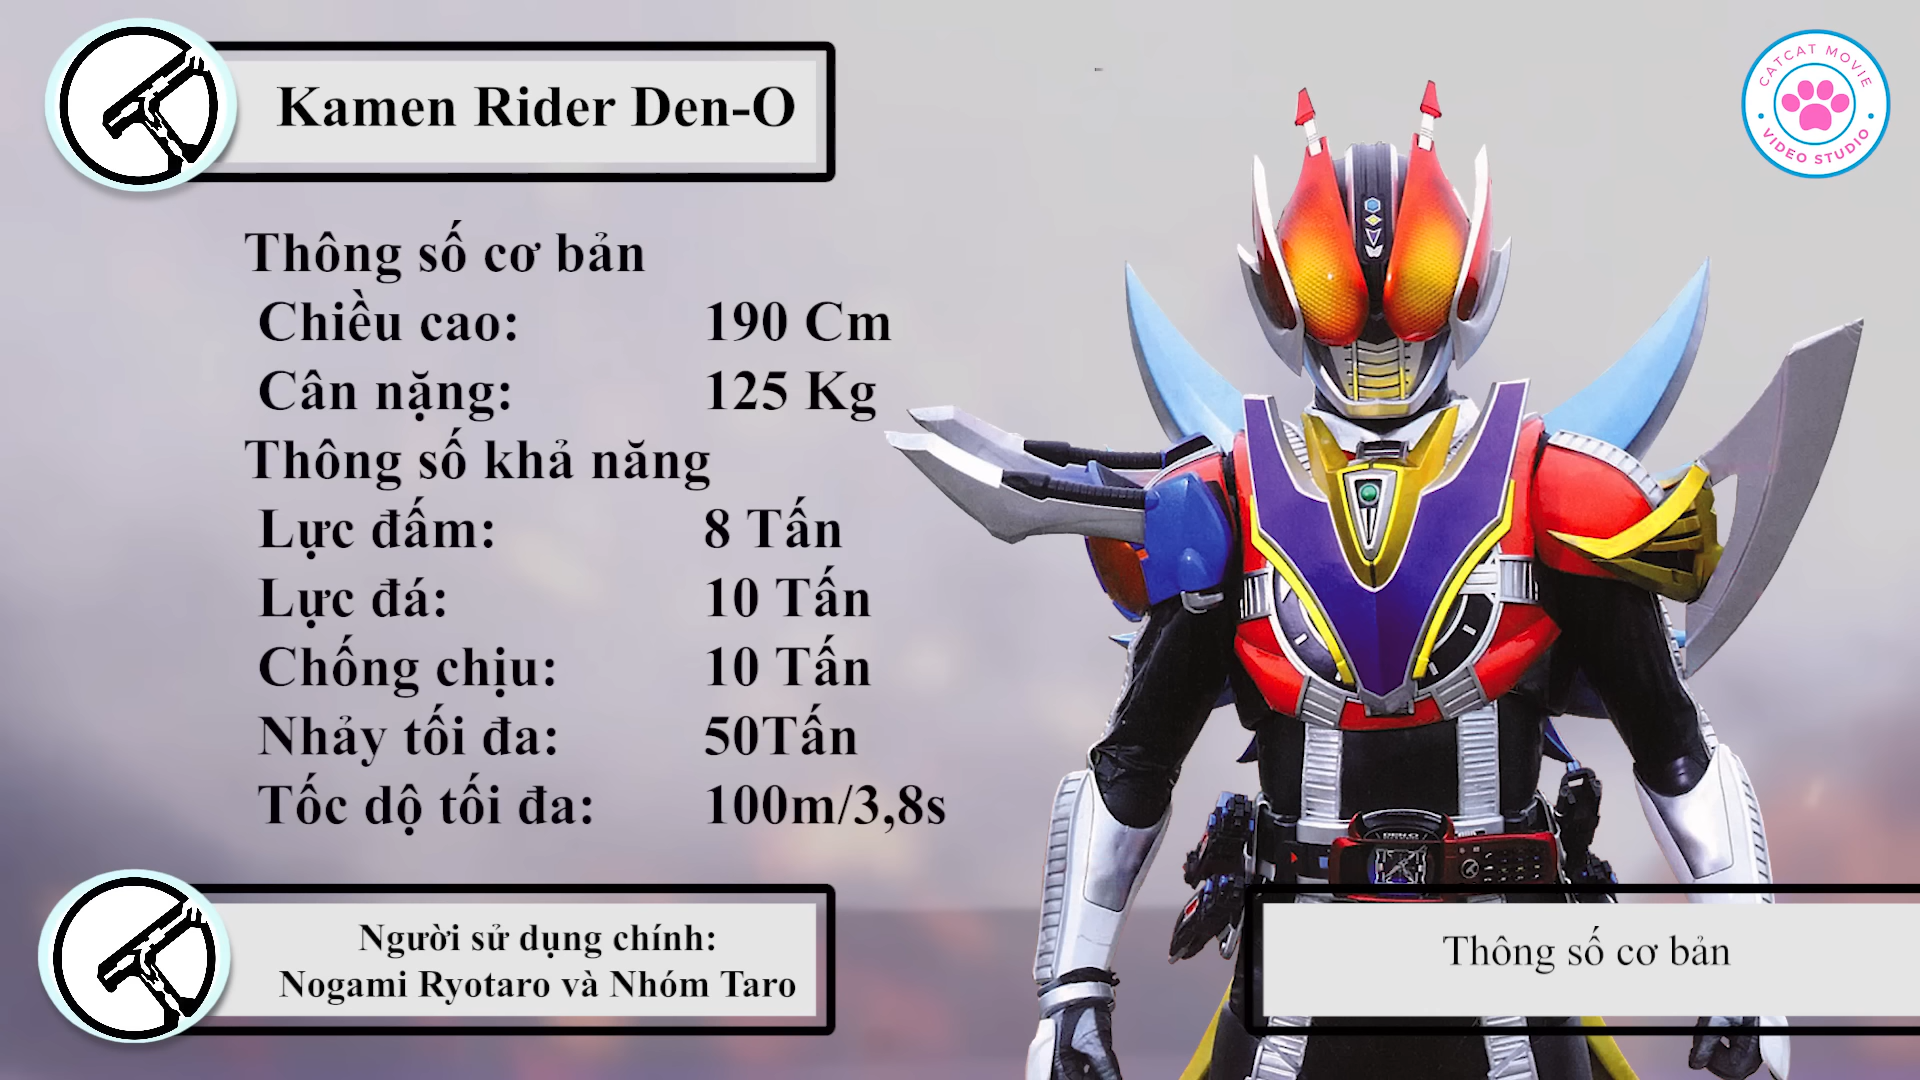 Kamen Rider Den-O
CATCAT MOVIE
VIDEO STUDIO
Thông số cơ bản
Chiều cao: 190 Cm
Cân nặng: 125 Kg
Thông số khả năng
Lực đấm: 8 Tấn
Lực đá: 10 Tấn
Chống chịu: 10 Tấn
Nhảy tối đa: 50Tấn
Tốc dộ tối đa: 100m/3,8s
DEN-O
Người sử dụng chính:
Nogami Ryotaro và Nhóm Taro
Thông số cơ bản